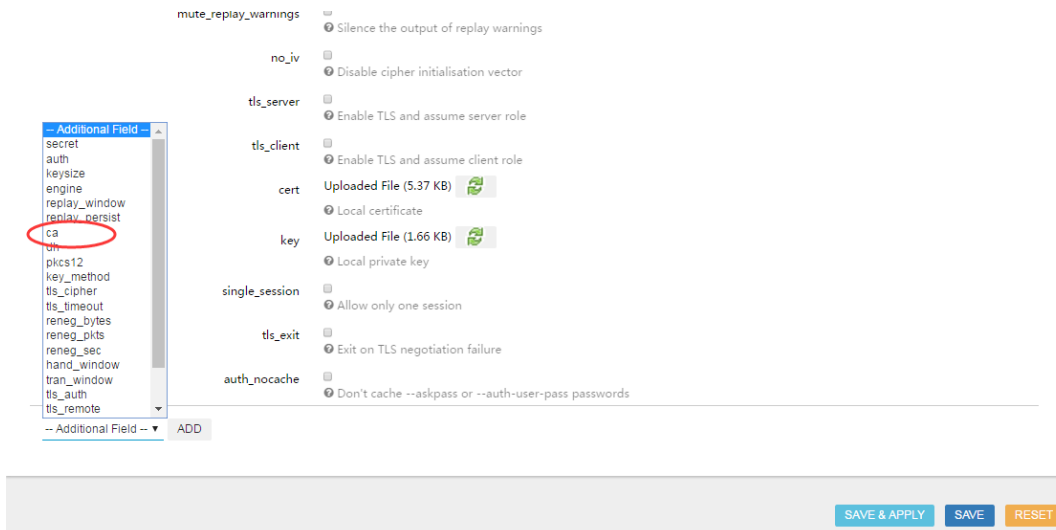 mute_replay_warnings
Silence the output of replay warnings
no_iv
Disable cipher initialisation vector
tls_server
Enable TLS and assume server role
-- Additional Field --
secret
auth
keysize
engine
replay_window
replay_persist
ca
dh
pkcs12
key_method
tls_cipher
tls_timeout
reneg_bytes
reneg_pkts
reneg_sec
hand_window
tran_window
tls_auth
tls_remote
tls_client
Enable TLS and assume client role
cert
Uploaded File (5.37 KB)
Local certificate
key
Uploaded File (1.66 KB)
Local private key
single_session
Allow only one session
tls_exit
Exit on TLS negotiation failure
auth_nocache
Don't cache --askpass or --auth-user-pass passwords
-- Additional Field -- ADD
SAVE & APPLY SAVE RESET